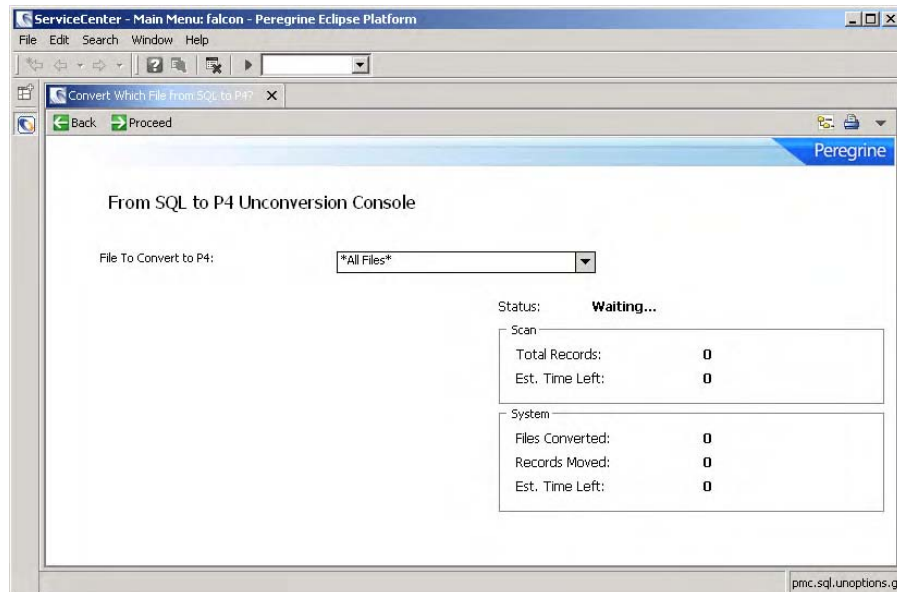 ServiceCenter - Main Menu: falcon - Peregrine Eclipse Platform
File Edit Search Window Help
Convert Which File from SQL to P4?
Back Proceed
Peregrine
From SQL to P4 Unconversion Console
File To Convert to P4: *All Files*
Status: Waiting...
Scan
Total Records: 0
Est. Time Left: 0
System
Files Converted: 0
Records Moved: 0
Est. Time Left: 0
pmc.sql.unoptions.g